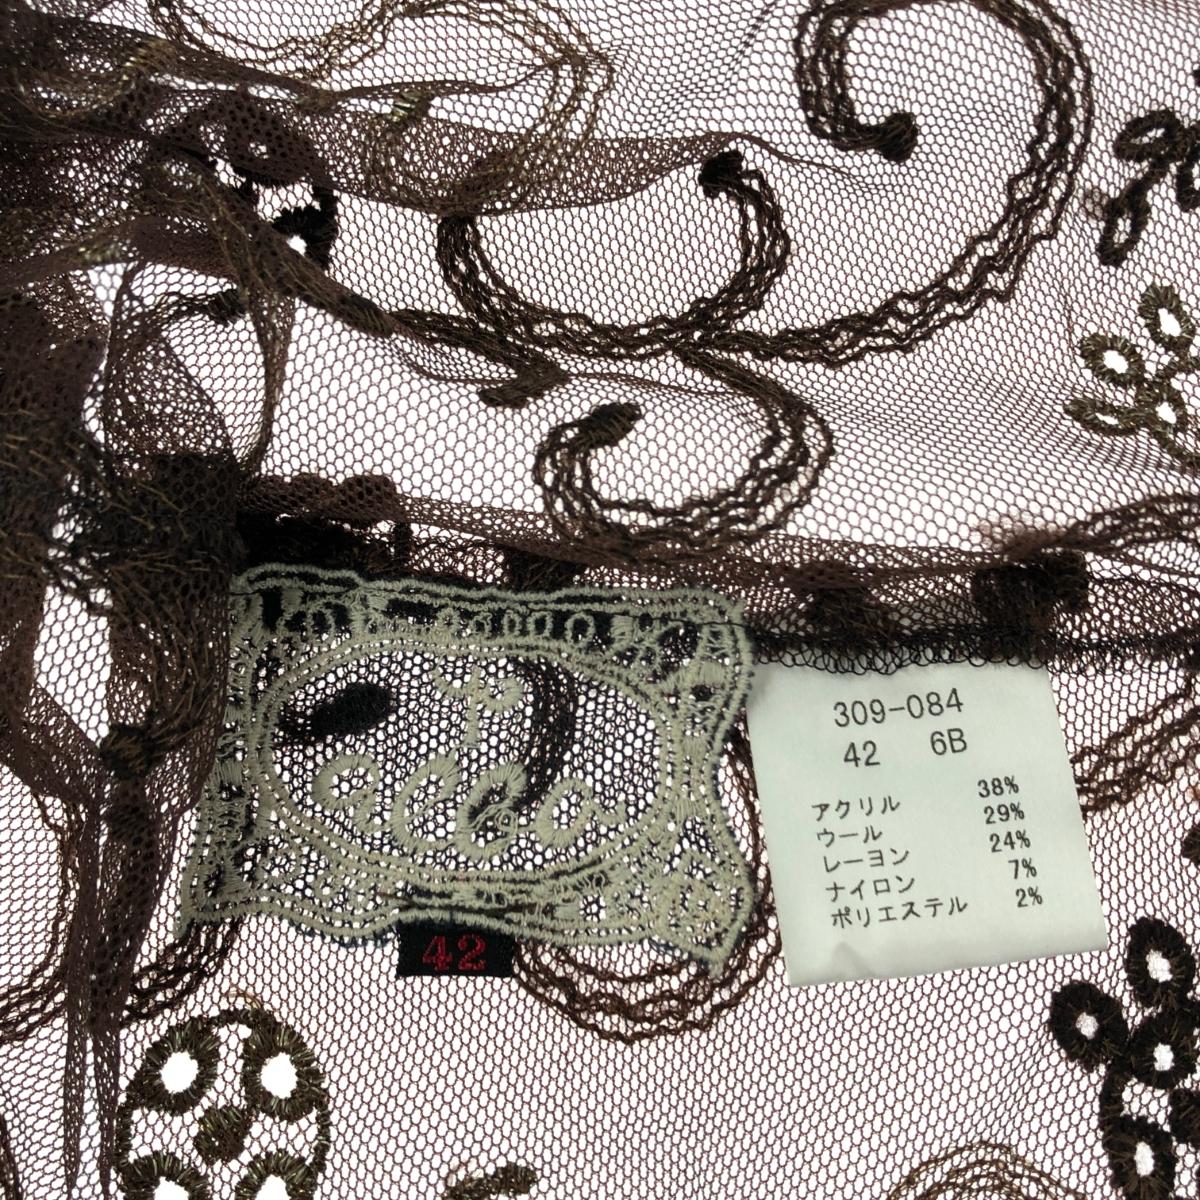 42
309-084
42 6B
38%
アクリル 29%
ウール 24%
レーヨン 7%
ナイロン 2%
ポリエステル